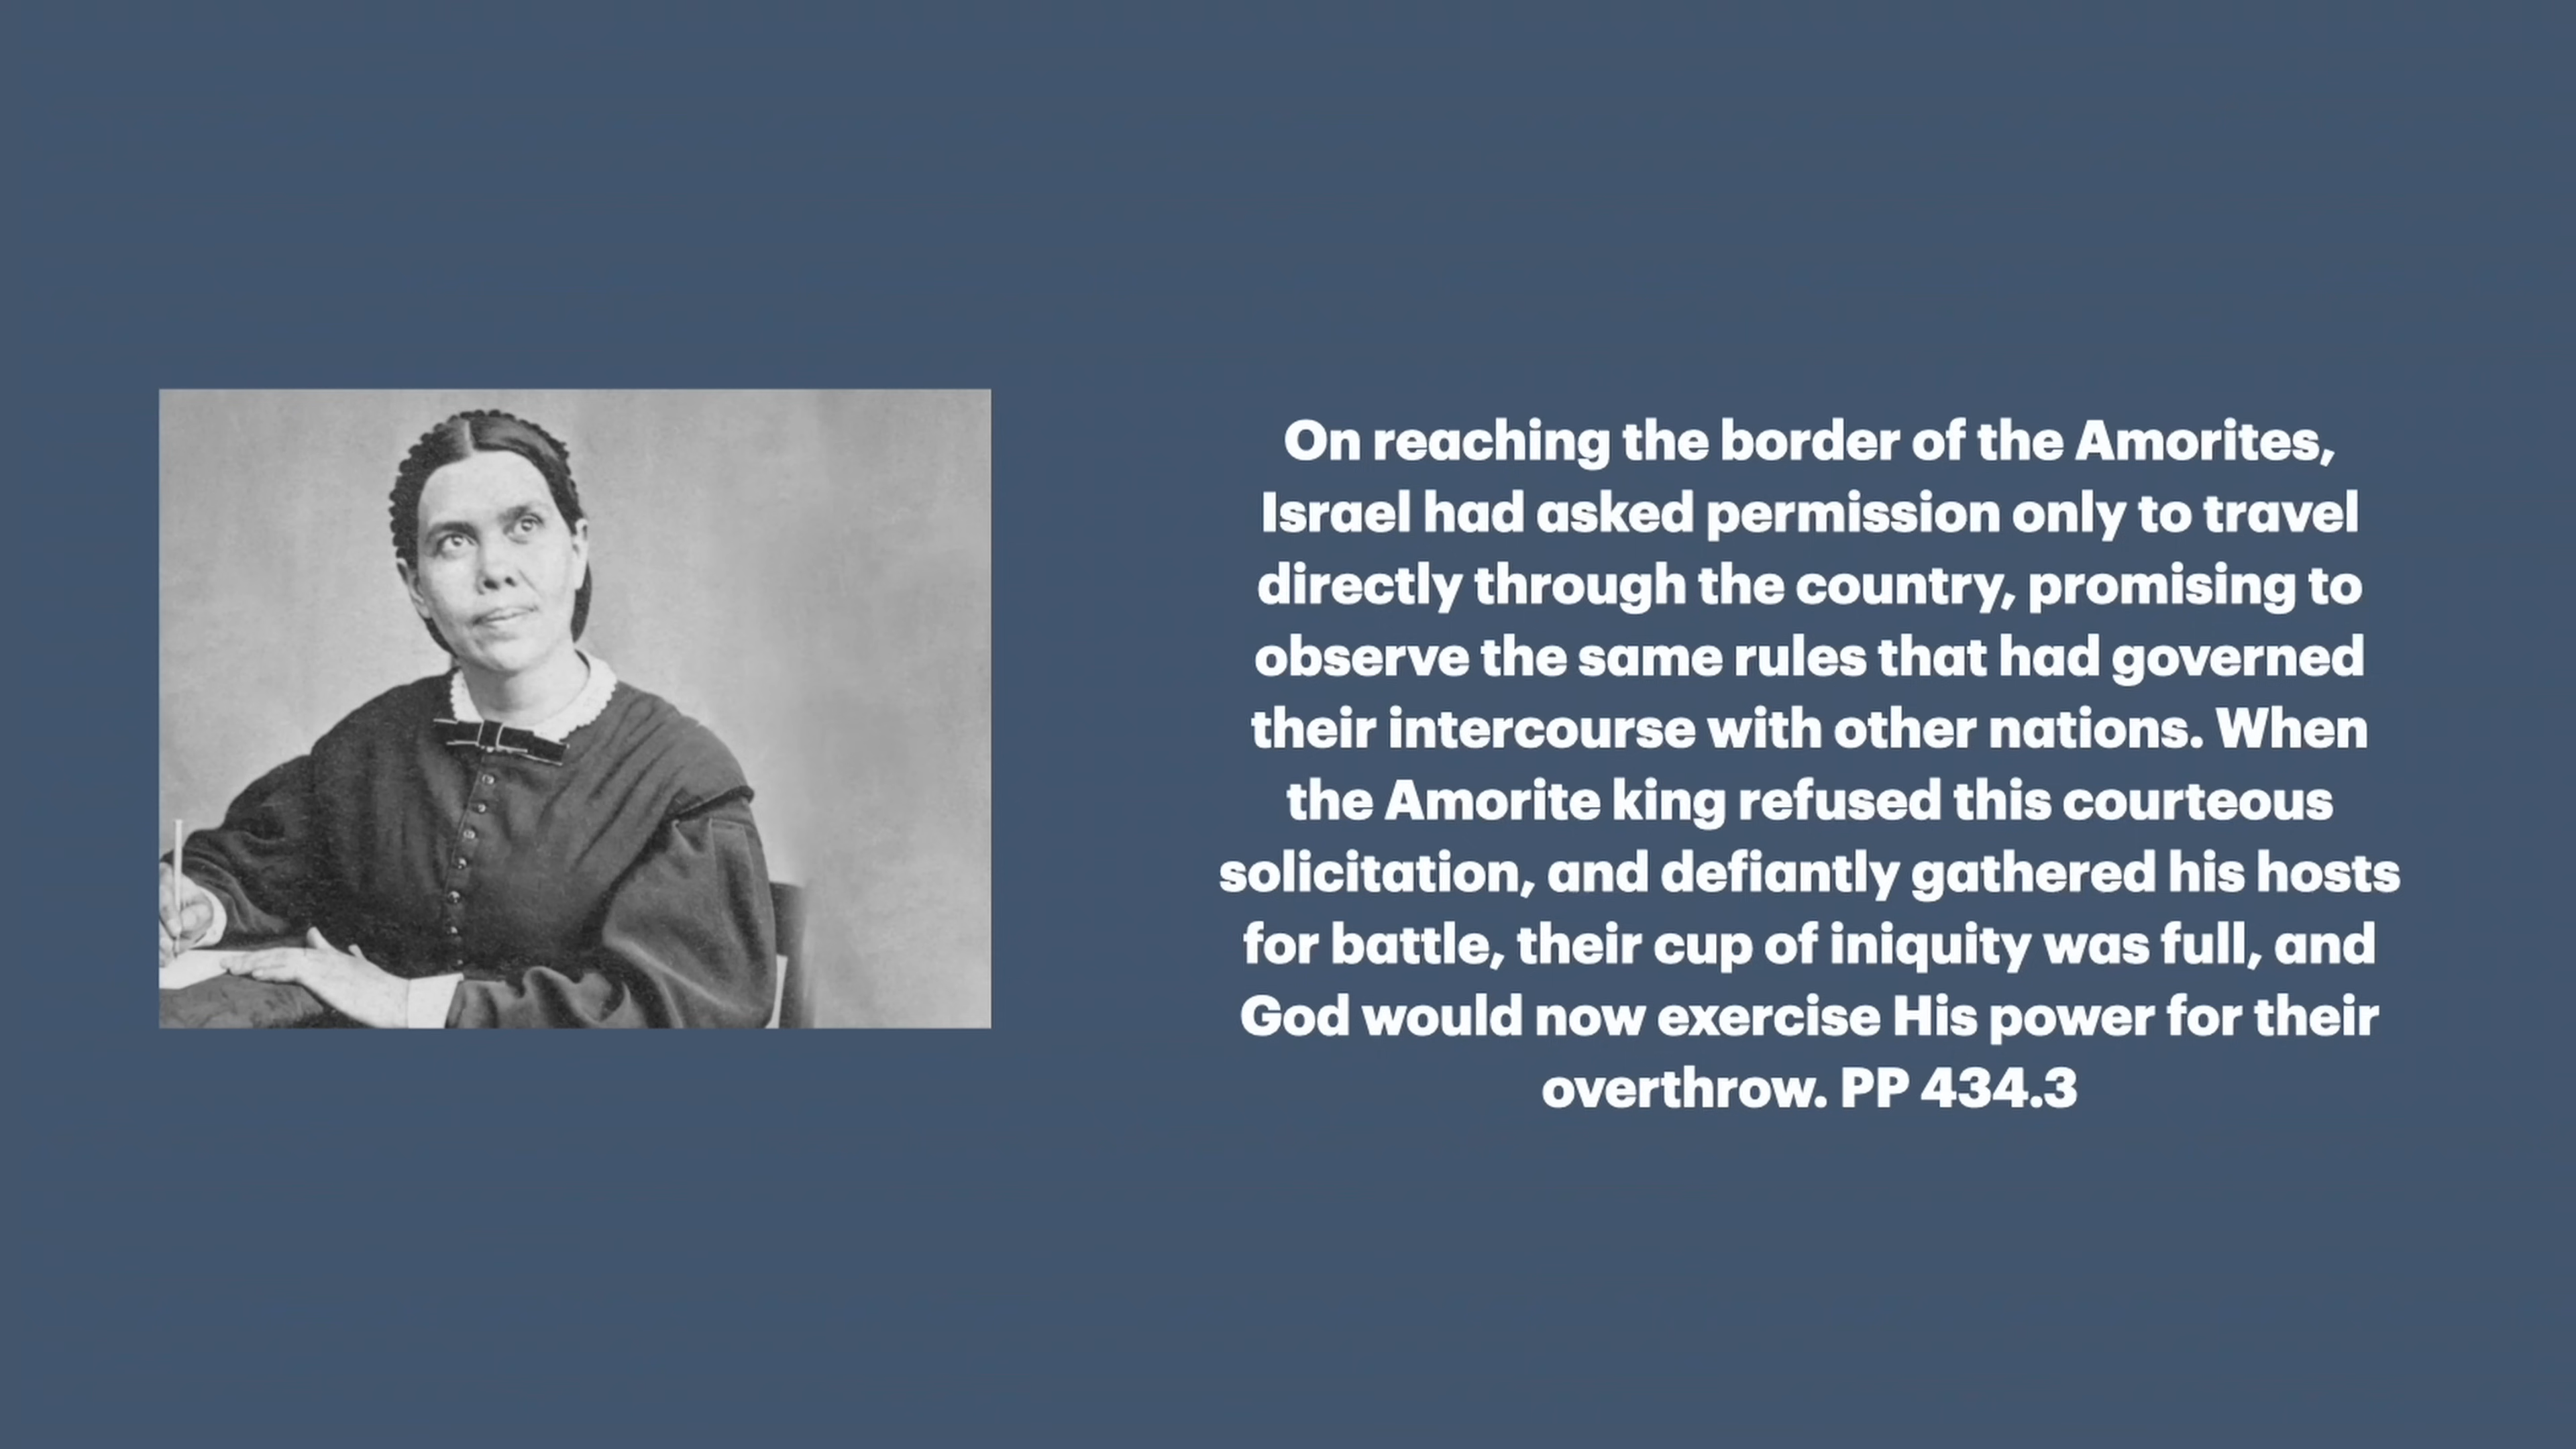 On reaching the border of the Amorites,
Israel had asked permission only to travel
directly through the country, promising to
observe the same rules that had governed
their intercourse with other nations. When
the Amorite king refused this courteous
solicitation, and defiantly gathered his hosts
for battle, their cup of iniquity was full, and
God would now exercise His power for their
overthrow. PP 434.3